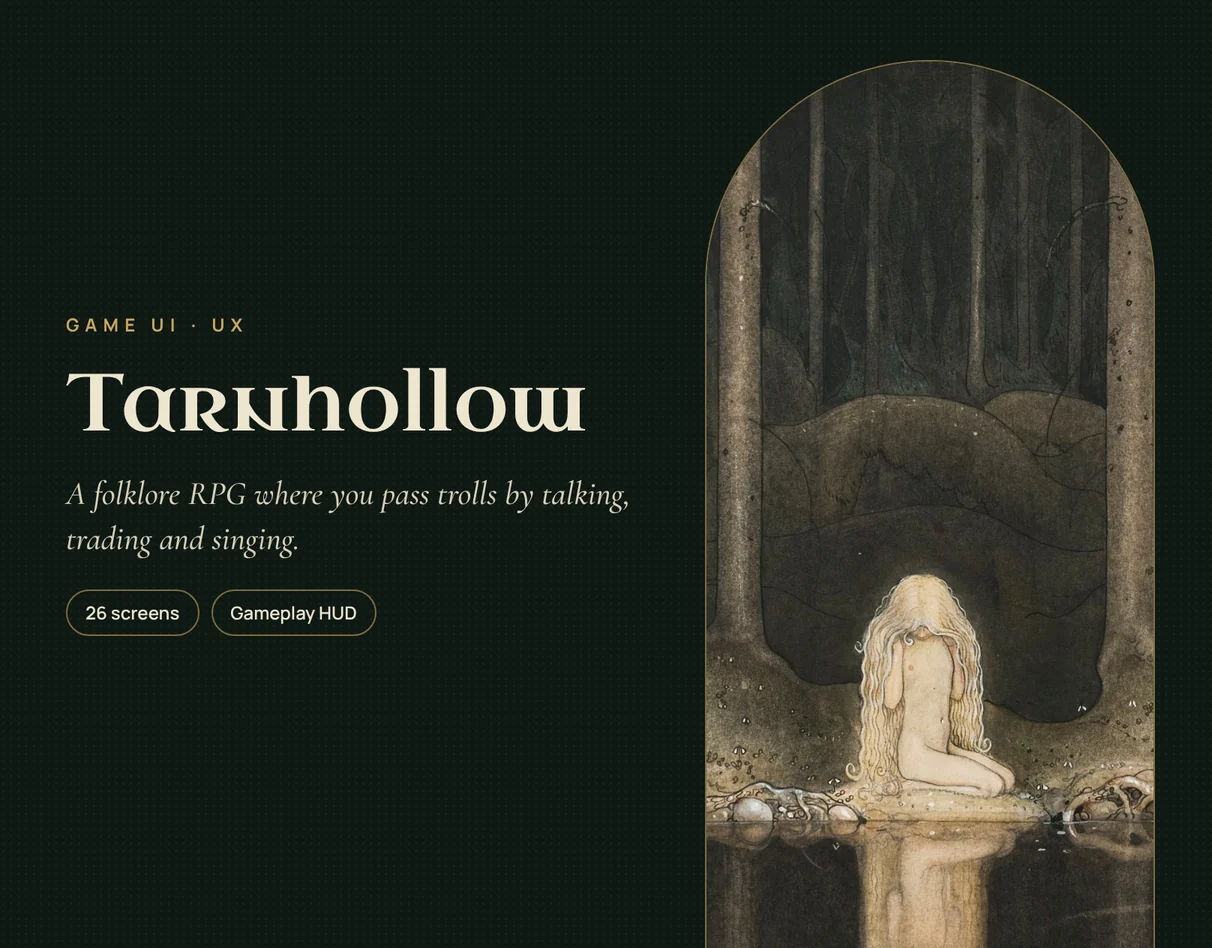 GAME UI · UX
Tarnhollow
A folklore RPG where you pass trolls by talking,
trading and singing.
26 screens
Gameplay HUD